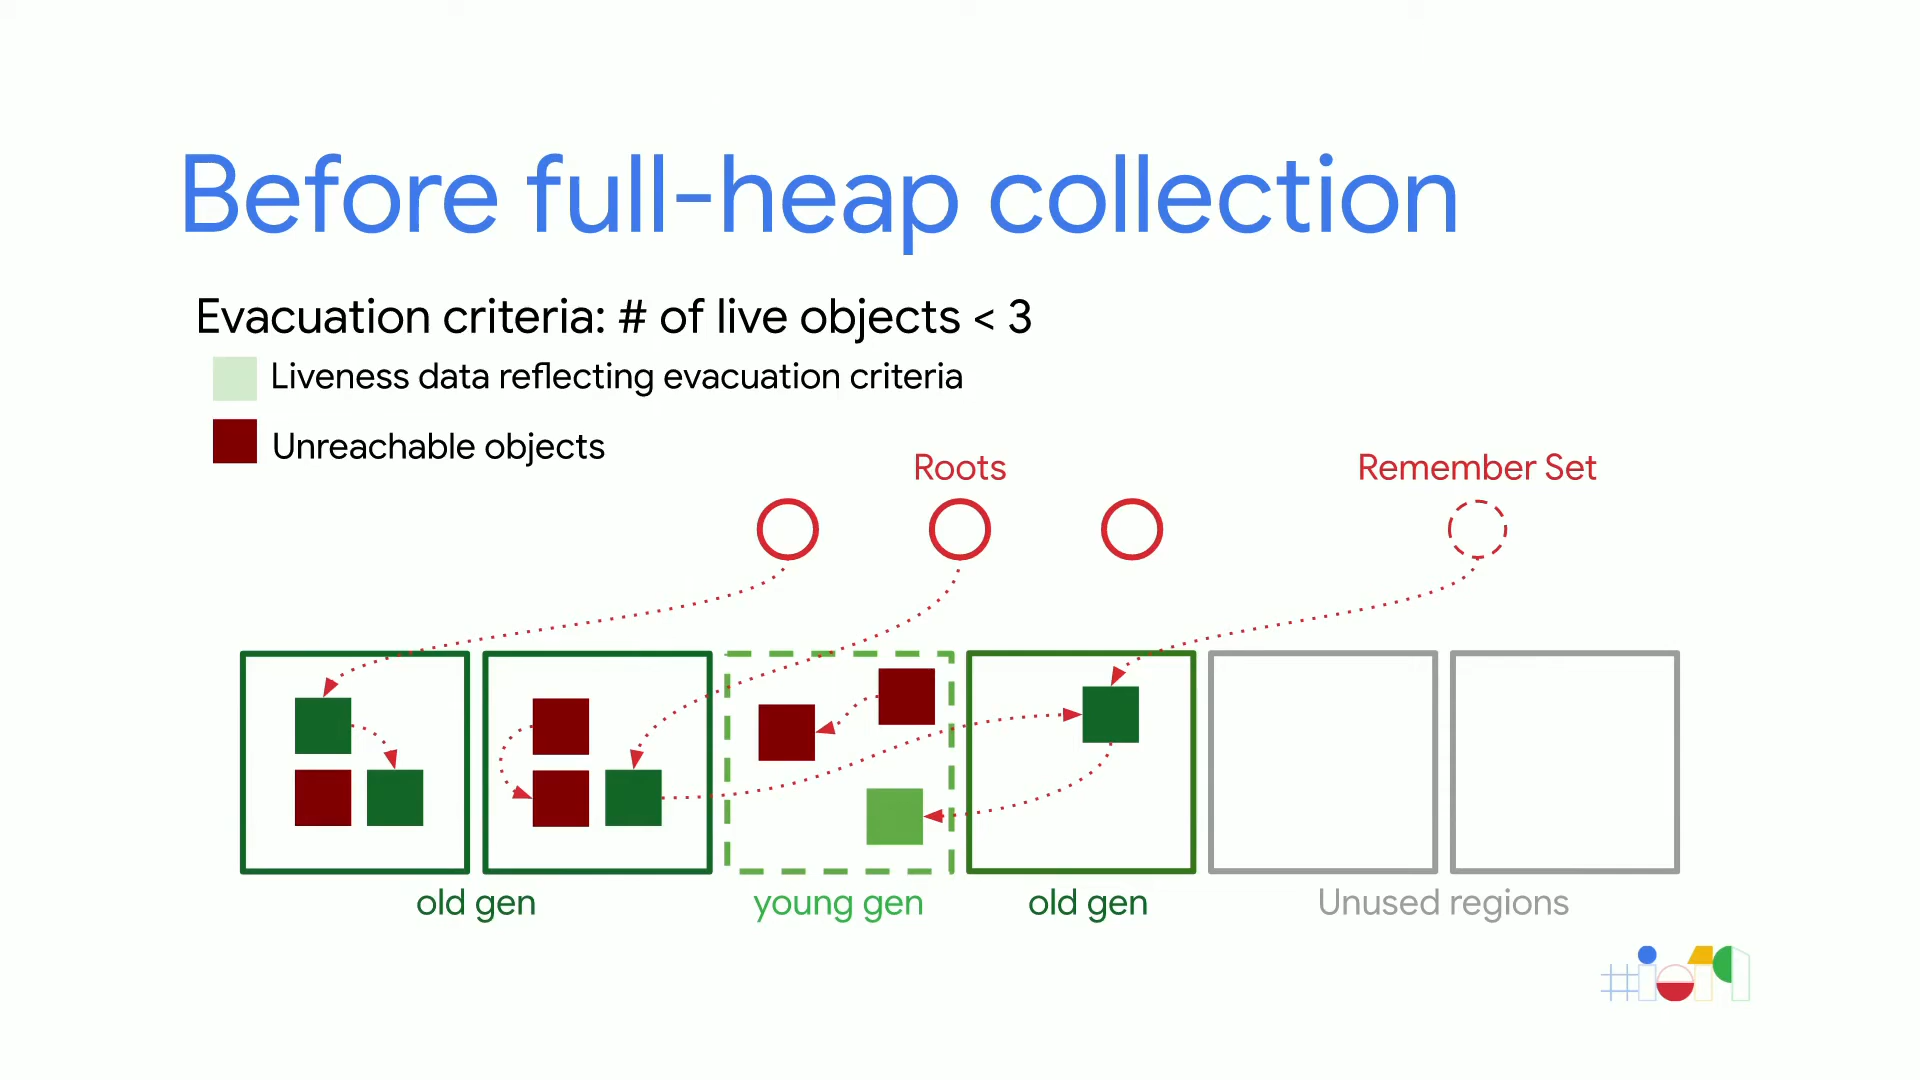 Before full-heap collection
Evacuation criteria: # of live objects < 3
Liveness data reflecting evacuation criteria
Unreachable objects
Roots
Remember Set
old gen
young gen
old gen
Unused regions
#io19